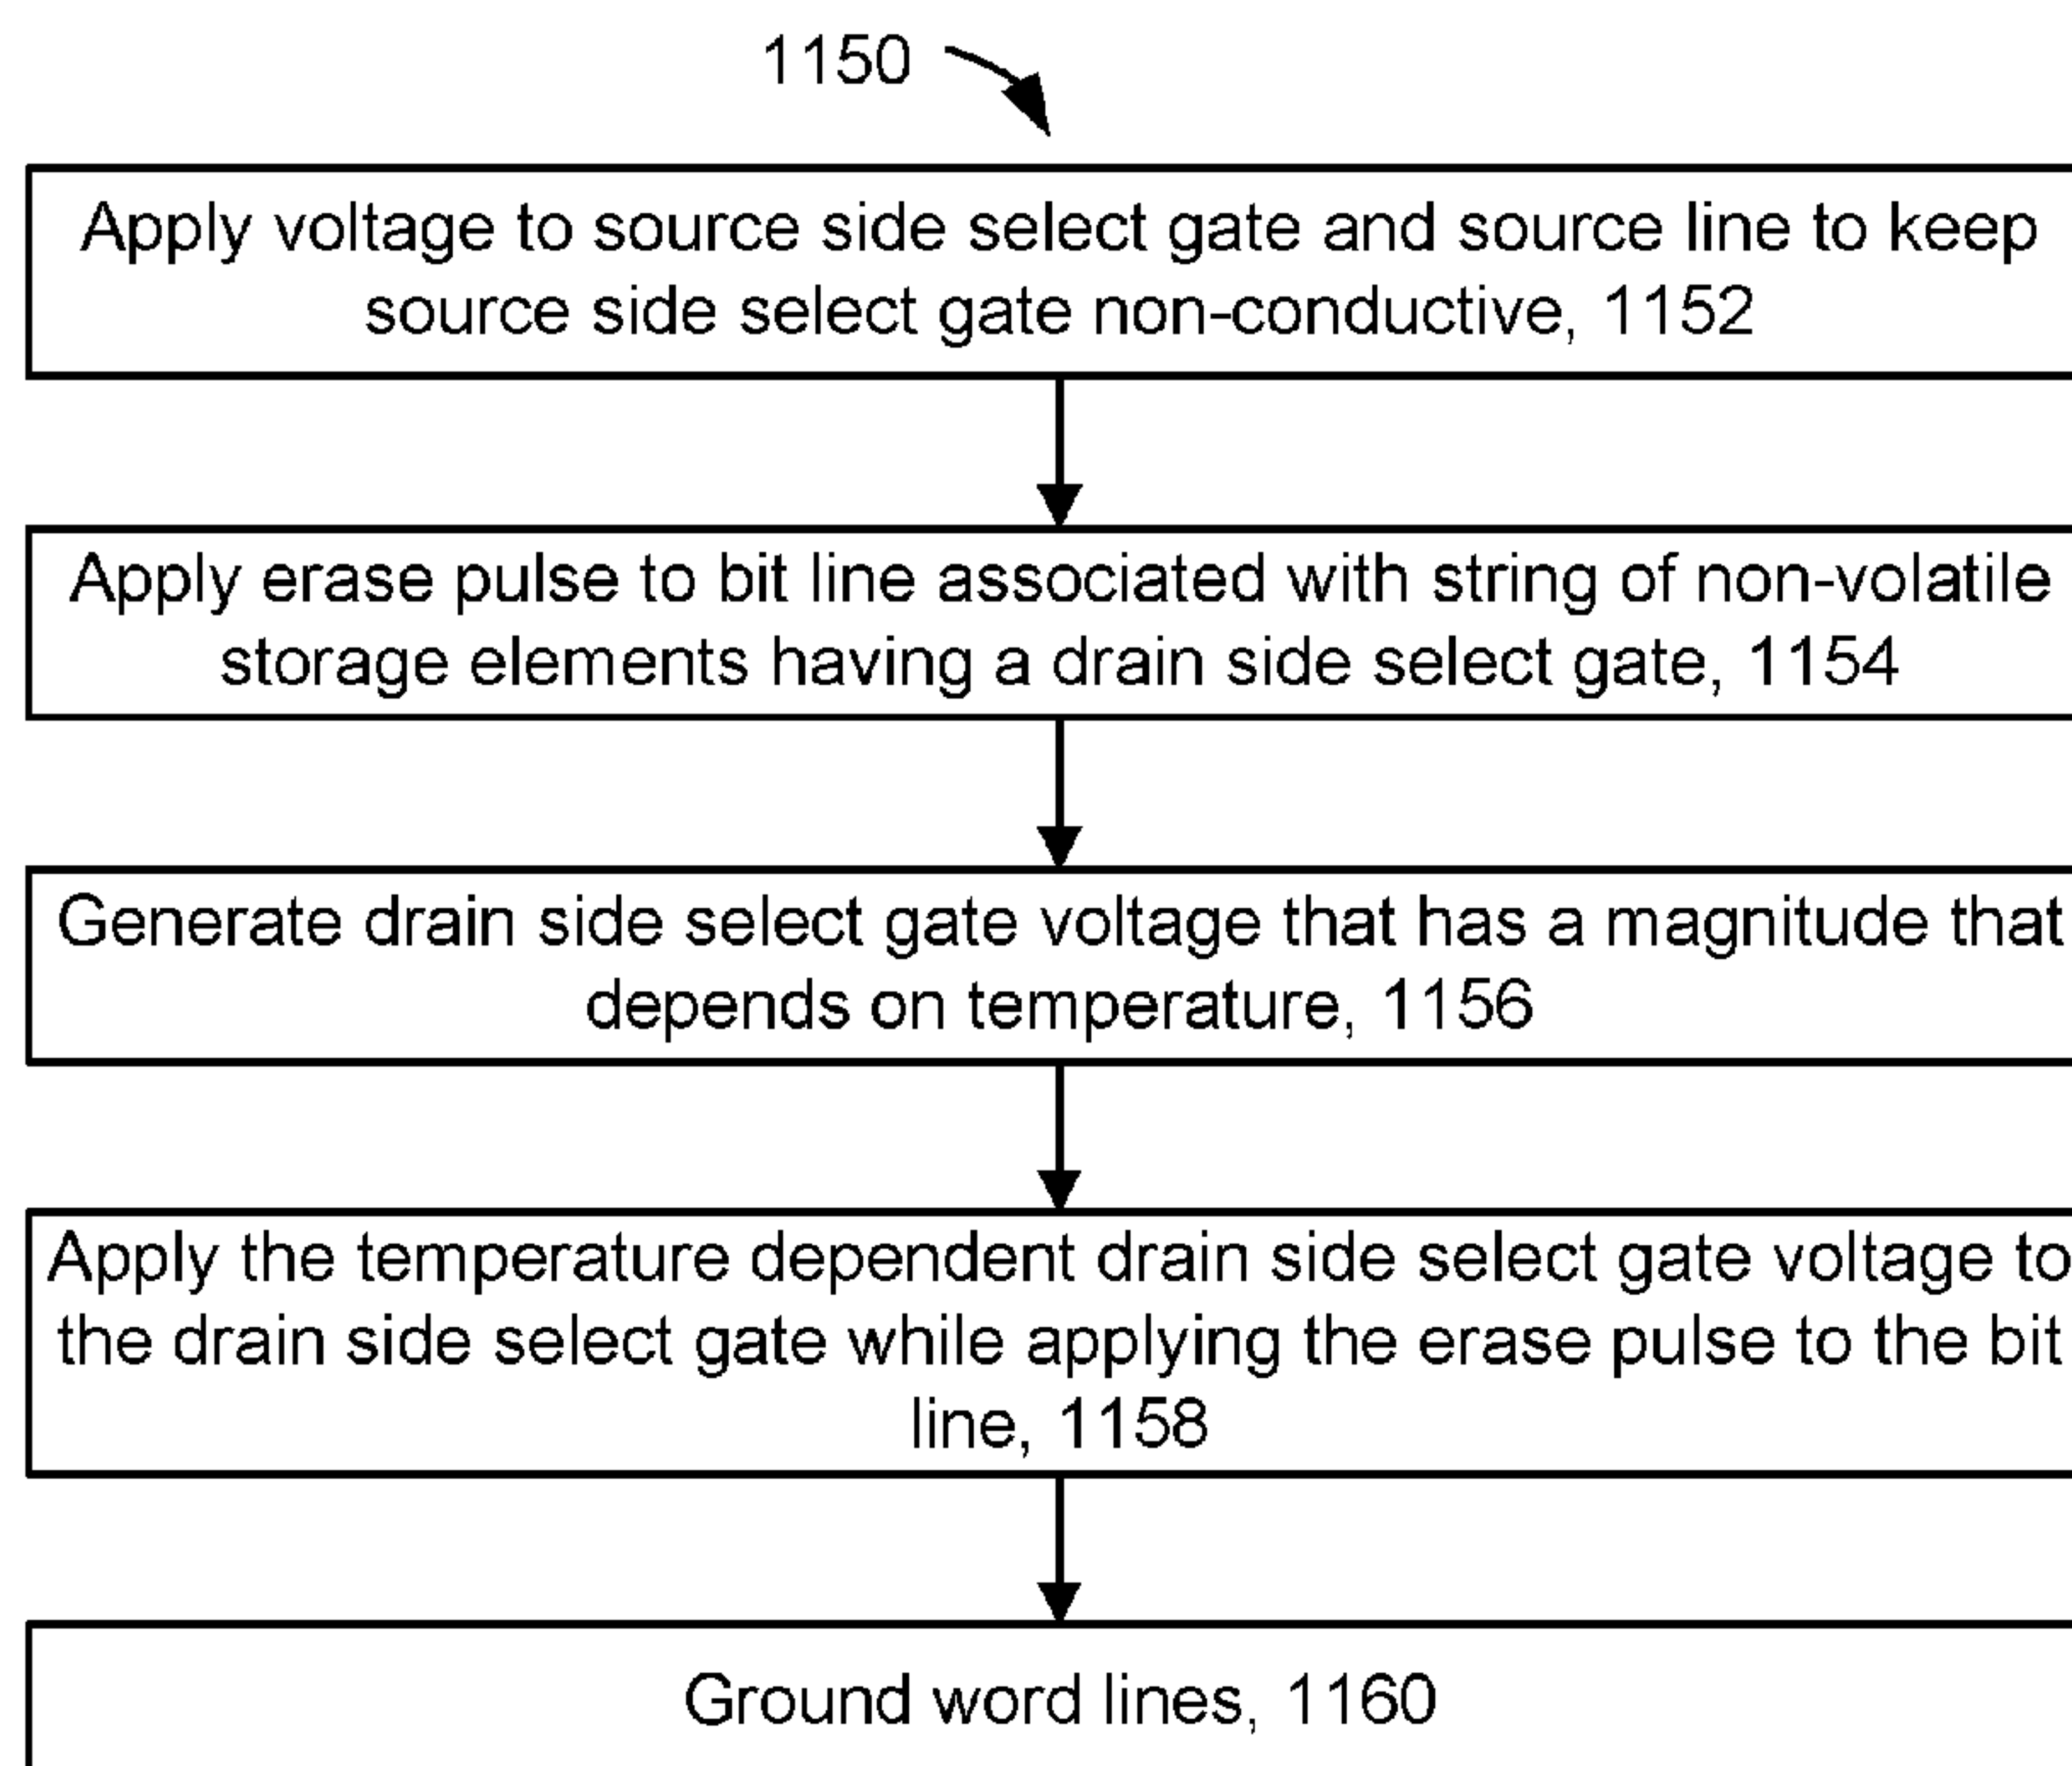 1150
Apply voltage to source side select gate and source line to keep
source side select gate non-conductive, 1152
Apply erase pulse to bit line associated with string of non-volatile
storage elements having a drain side select gate, 1154
Generate drain side select gate voltage that has a magnitude that
depends on temperature, 1156
Apply the temperature dependent drain side select gate voltage to
the drain side select gate while applying the erase pulse to the bit
line, 1158
Ground word lines, 1160